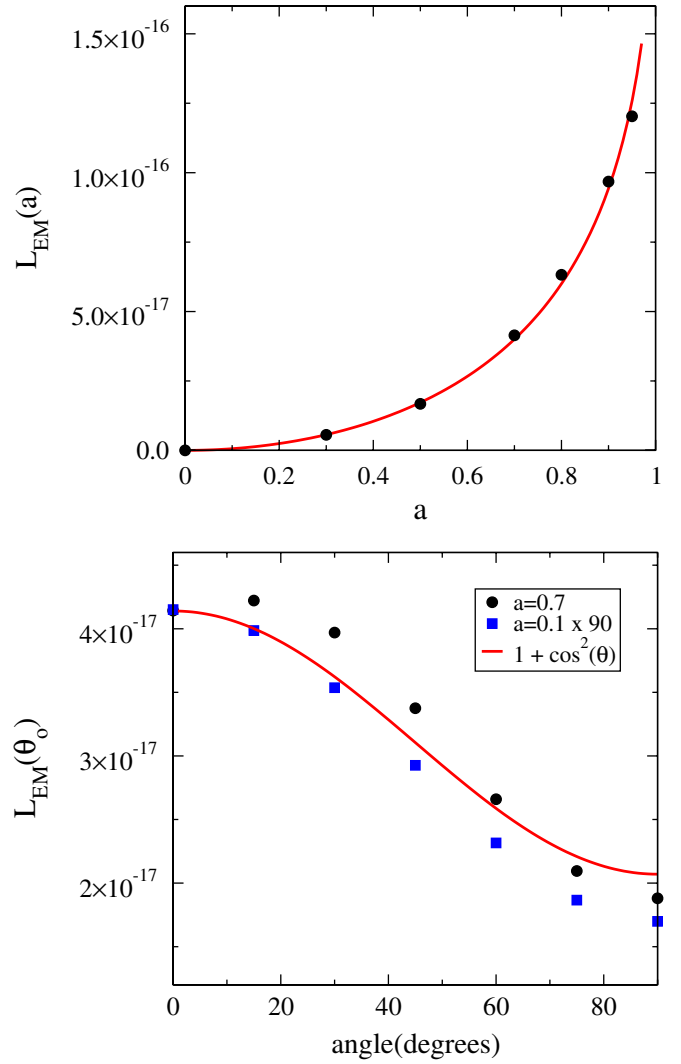 1.5×10⁻¹⁶
1.0×10⁻¹⁶
5.0×10⁻¹⁷
0.0
L_EM(a)
0 0.2 0.4 0.6 0.8 1
a
4×10⁻¹⁷
3×10⁻¹⁷
2×10⁻¹⁷
L_EM(θ_o)
a=0.7
a=0.1 x 90
1 + cos²(θ)
0 20 40 60 80
angle(degrees)